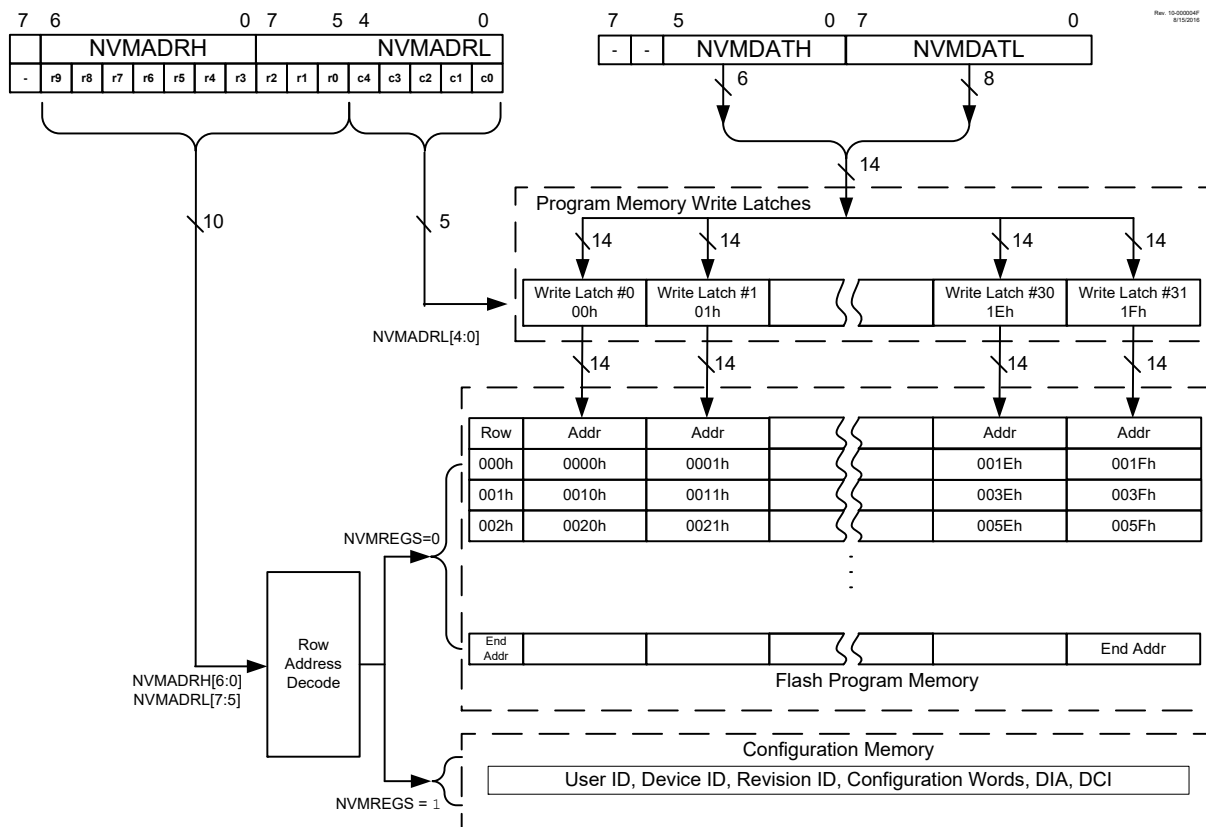 7 6 0 7 5 4 0
7 5 0 7 0
Rev. 10-000004F
8/15/2016
NVMADRH NVMADRL
- - NVMDATH NVMDATL
- r9 r8 r7 r6 r5 r4 r3 r2 r1 r0 c4 c3 c2 c1 c0
6 8
14
10 5
Program Memory Write Latches
14 14 14 14
Write Latch #0
00h
Write Latch #1
01h
Write Latch #30
1Eh
Write Latch #31
1Fh
NVMADRL[4:0]
14 14 14 14
Row Addr Addr Addr Addr
000h 0000h 0001h 001Eh 001Fh
001h 0010h 0011h 003Eh 003Fh
002h 0020h 0021h 005Eh 005Fh
NVMREGS=0
Row
Address
Decode
End
Addr
End Addr
NVMADRH[6:0]
NVMADRL[7:5]
Flash Program Memory
Configuration Memory
User ID, Device ID, Revision ID, Configuration Words, DIA, DCI
NVMREGS = 1